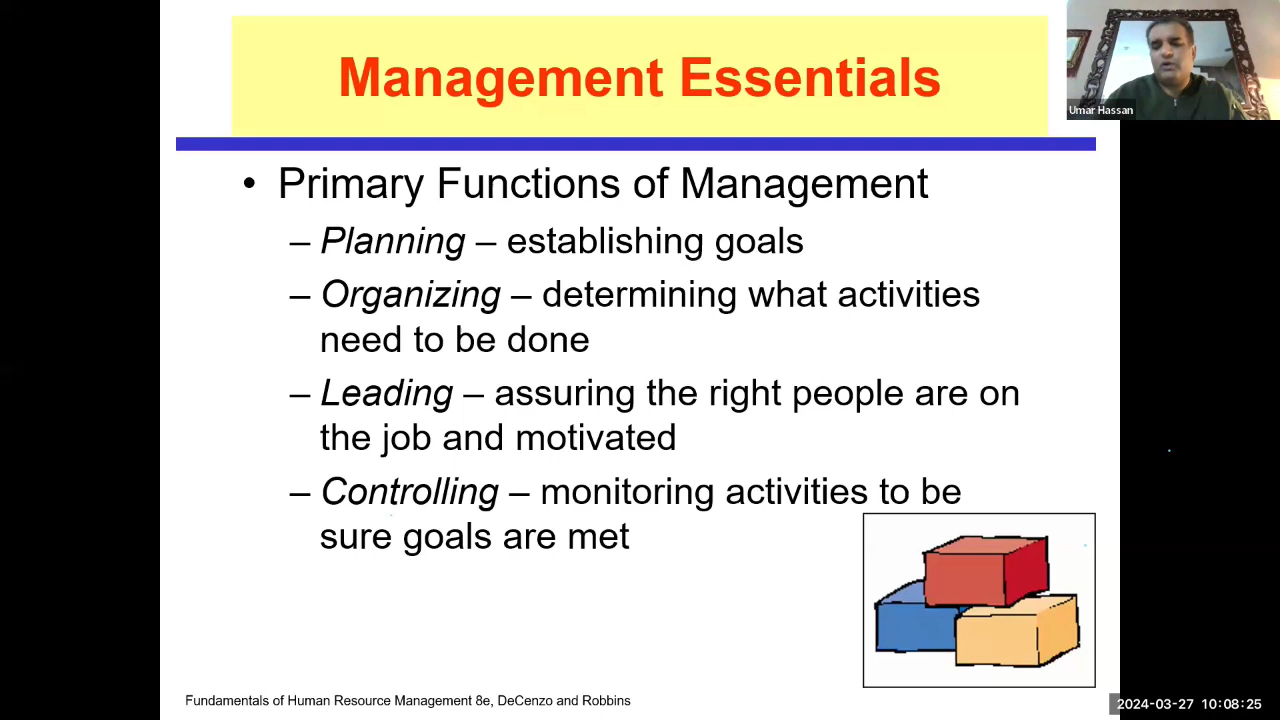 Management Essentials
Umar Hassan
• Primary Functions of Management
– Planning – establishing goals
– Organizing – determining what activities
need to be done
– Leading – assuring the right people are on
the job and motivated
– Controlling – monitoring activities to be
sure goals are met
Fundamentals of Human Resource Management 8e, DeCenzo and Robbins
2024-03-27 10:08:25